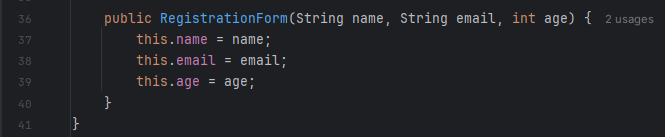 36 public RegistrationForm(String name, String email, int age) { 2 usages
37 this.name = name;
38 this.email = email;
39 this.age = age;
40 }
41 }